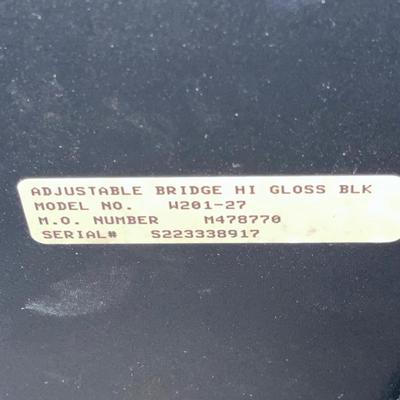 ADJUSTABLE BRIDGE HI GLOSS BLK
MODEL NO. W201-27
M.O. NUMBER M478770
SERIAL# S223338917